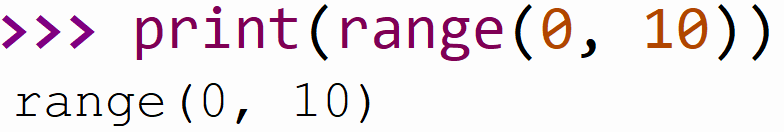 >>> print(range(0, 10))
range(0, 10)